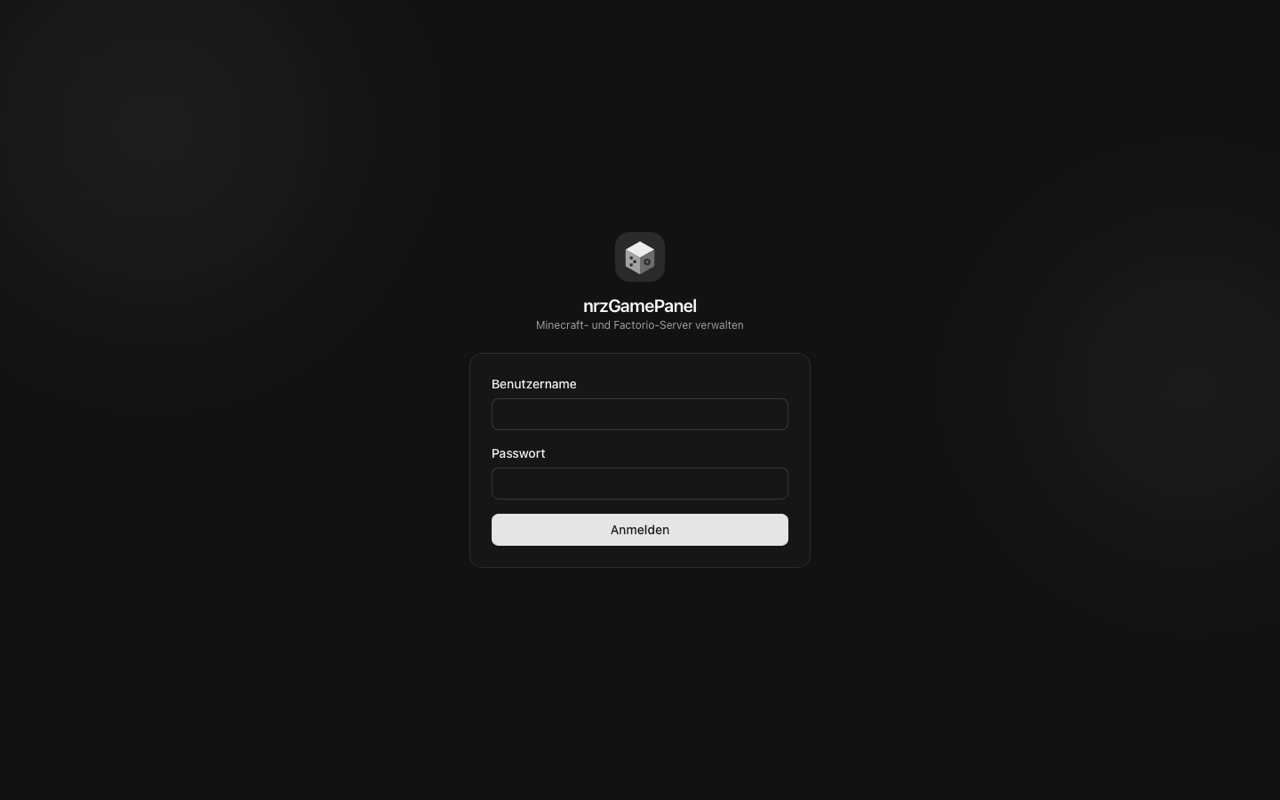 nrzGamePanel
Minecraft- und Factorio-Server verwalten
Benutzername
Passwort
Anmelden